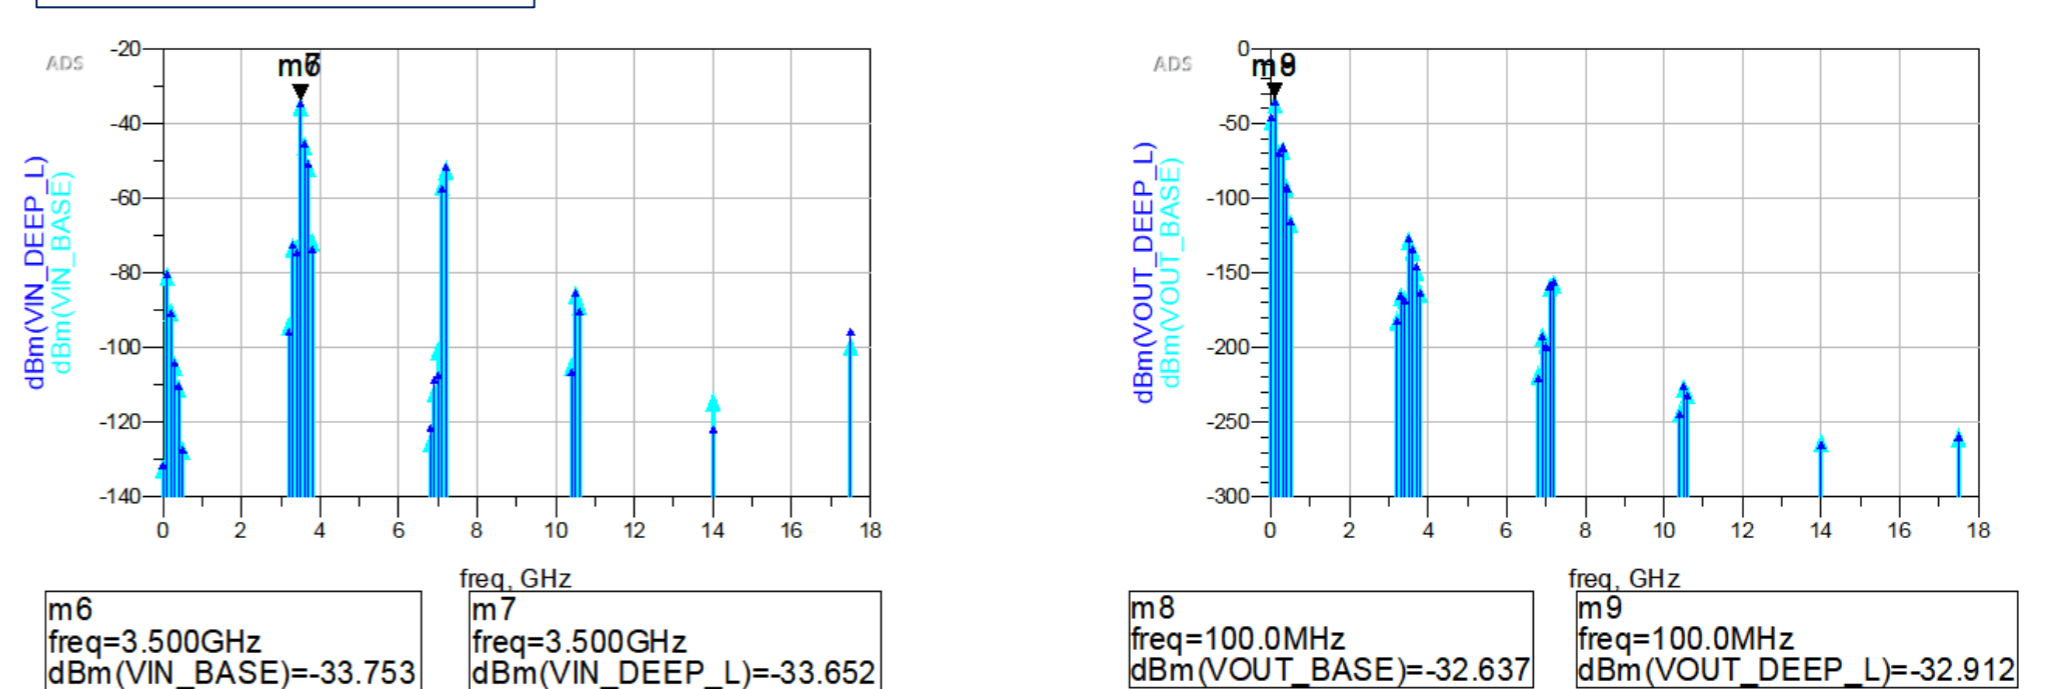 ADS
m6
m7
-20
-40
-60
-80
-100
-120
-140
0
2
4
6
8
10
12
14
16
18
freq, GHz
dBm(VIN_DEEP_L)
dBm(VIN_BASE)
m6
freq=3.500GHz
dBm(VIN_BASE)=-33.753
m7
freq=3.500GHz
dBm(VIN_DEEP_L)=-33.652
ADS
m8
m9
0
-50
-100
-150
-200
-250
-300
0
2
4
6
8
10
12
14
16
18
freq, GHz
dBm(VOUT_DEEP_L)
dBm(VOUT_BASE)
m8
freq=100.0MHz
dBm(VOUT_BASE)=-32.637
m9
freq=100.0MHz
dBm(VOUT_DEEP_L)=-32.912